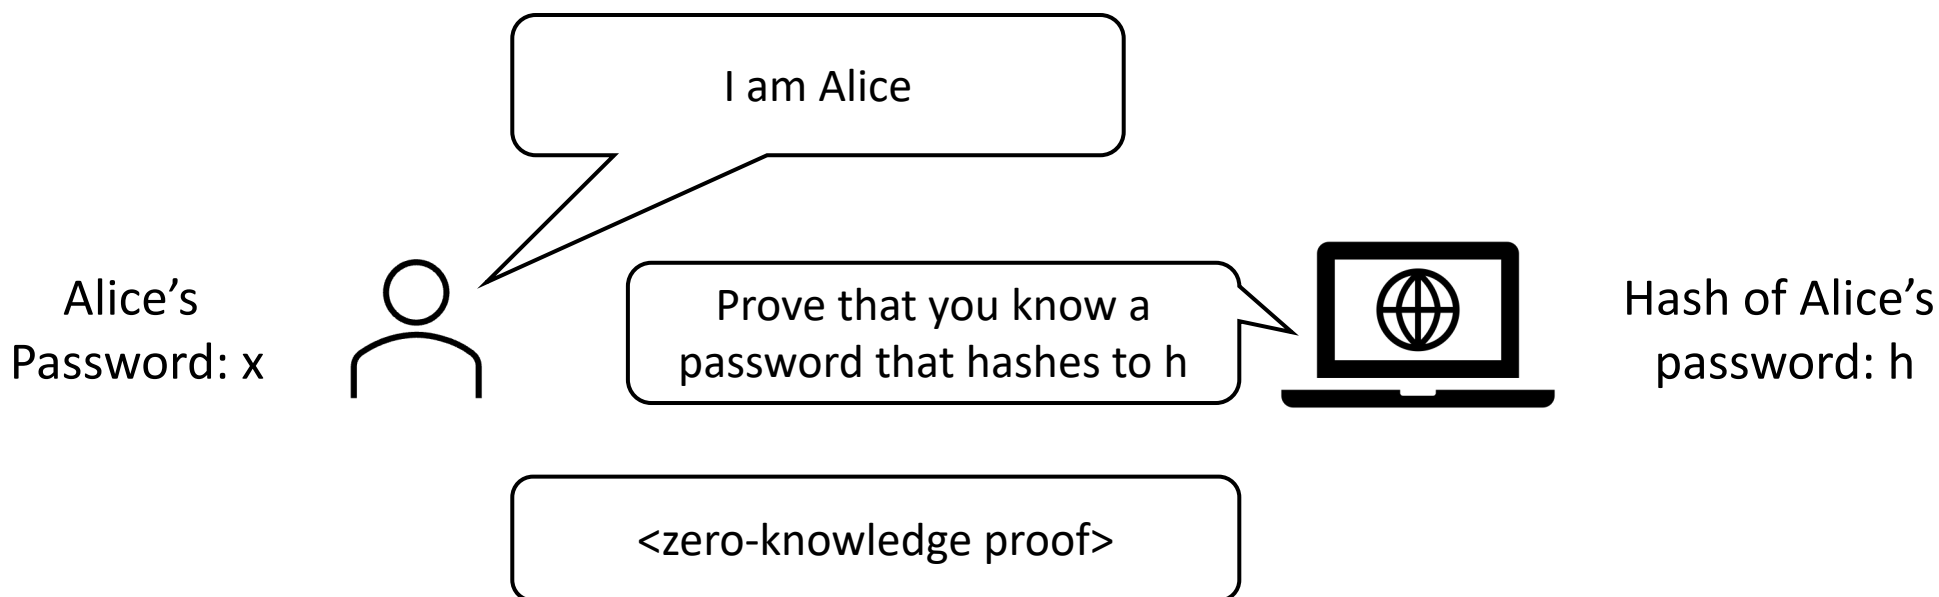 I am Alice
Alice’s
Password: x
Prove that you know a
password that hashes to h
Hash of Alice’s
password: h
<zero-knowledge proof>